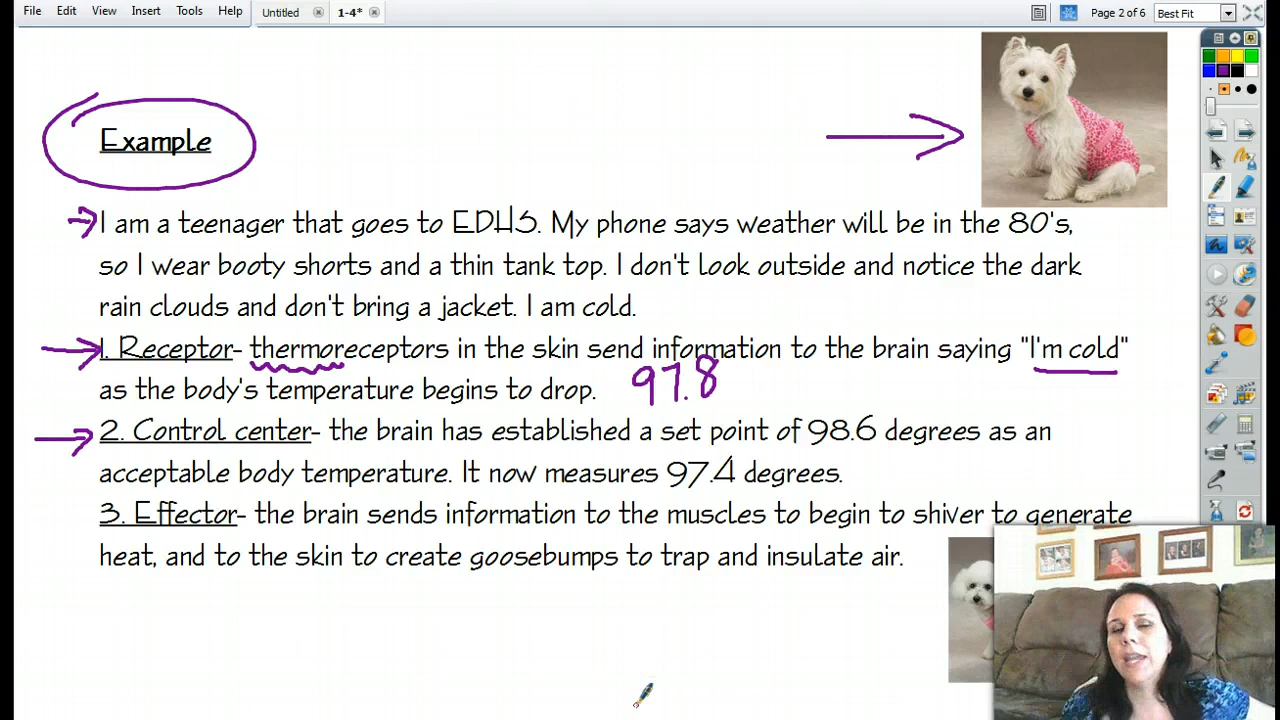 File Edit View Insert Tools Help Untitled 1-4* Page 2 of 6 Best Fit
Example
I am a teenager that goes to EDHS. My phone says weather will be in the 80's,
so I wear booty shorts and a thin tank top. I don't look outside and notice the dark
rain clouds and don't bring a jacket. I am cold.
1. Receptor- thermoreceptors in the skin send information to the brain saying "I'm cold"
as the body's temperature begins to drop. 97.8
2. Control center- the brain has established a set point of 98.6 degrees as an
acceptable body temperature. It now measures 97.4 degrees.
3. Effector- the brain sends information to the muscles to begin to shiver to generate
heat, and to the skin to create goosebumps to trap and insulate air.